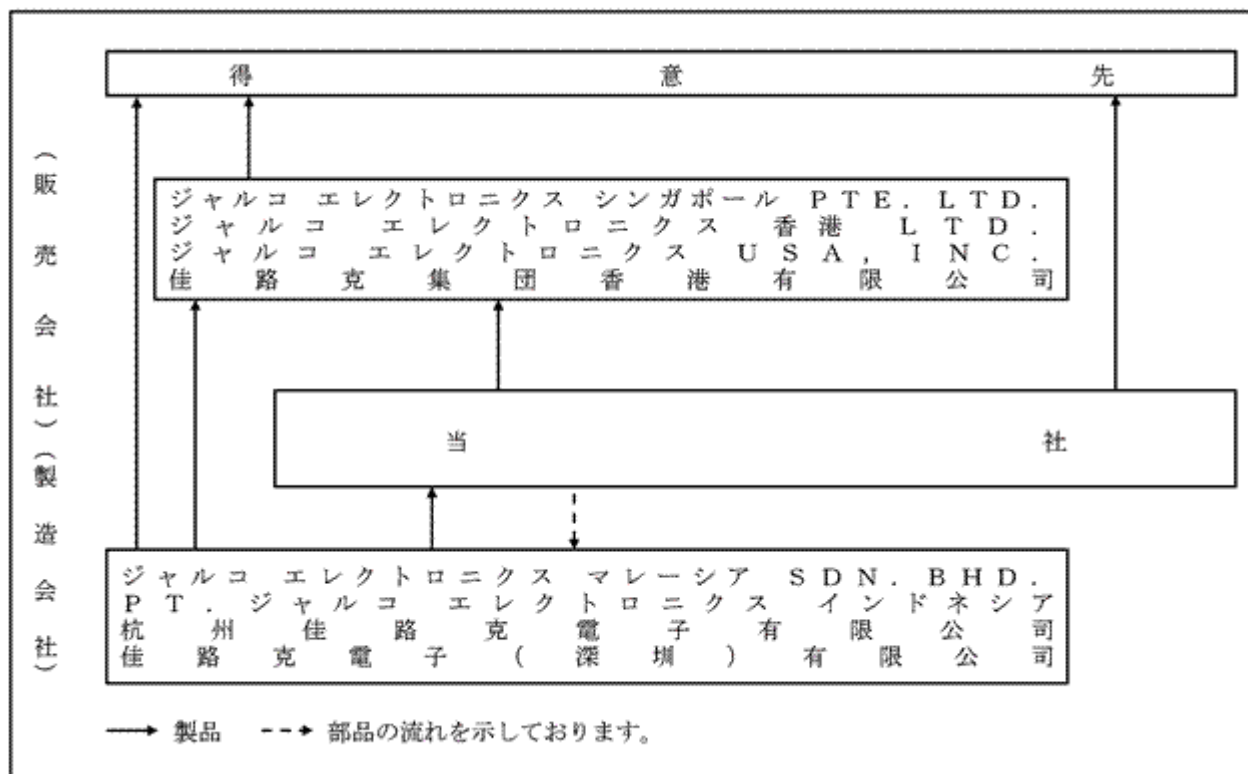 得意先
(販売会社)(製造会社)
ジャルコ エレクトロニクス シンガポール PTE. LTD.
ジャルコ エレクトロニクス 香港 LTD.
ジャルコ エレクトロニクス USA, INC.
佳路克集団香港有限公司
当社
ジャルコ エレクトロニクス マレーシア SDN. BHD.
PT. ジャルコ エレクトロニクス インドネシア
杭州佳路克電子有限公司
佳路克電子(深圳)有限公司
製品 部品の流れを示しております。